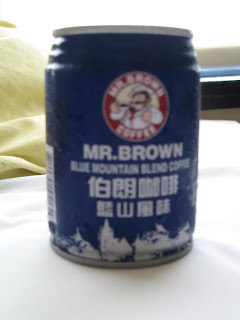 MR. BROWN
COFFEE
MR.BROWN
BLUE MOUNTAIN BLEND COFFEE
伯朗咖啡
藍山風味